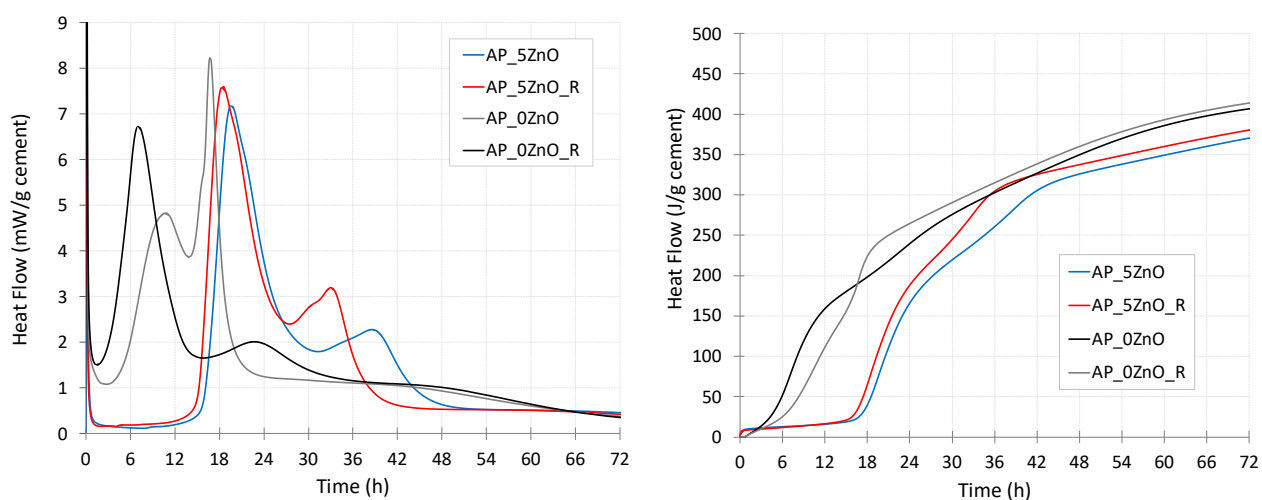 9
8
7
6
5
4
3
2
1
0
Heat Flow (mW/g cement)
AP_5ZnO
AP_5ZnO_R
AP_0ZnO
AP_0ZnO_R
0 6 12 18 24 30 36 42 48 54 60 66 72
Time (h)
500
450
400
350
300
250
200
150
100
50
0
Heat Flow (J/g cement)
AP_5ZnO
AP_5ZnO_R
AP_0ZnO
AP_0ZnO_R
0 6 12 18 24 30 36 42 48 54 60 66 72
Time (h)